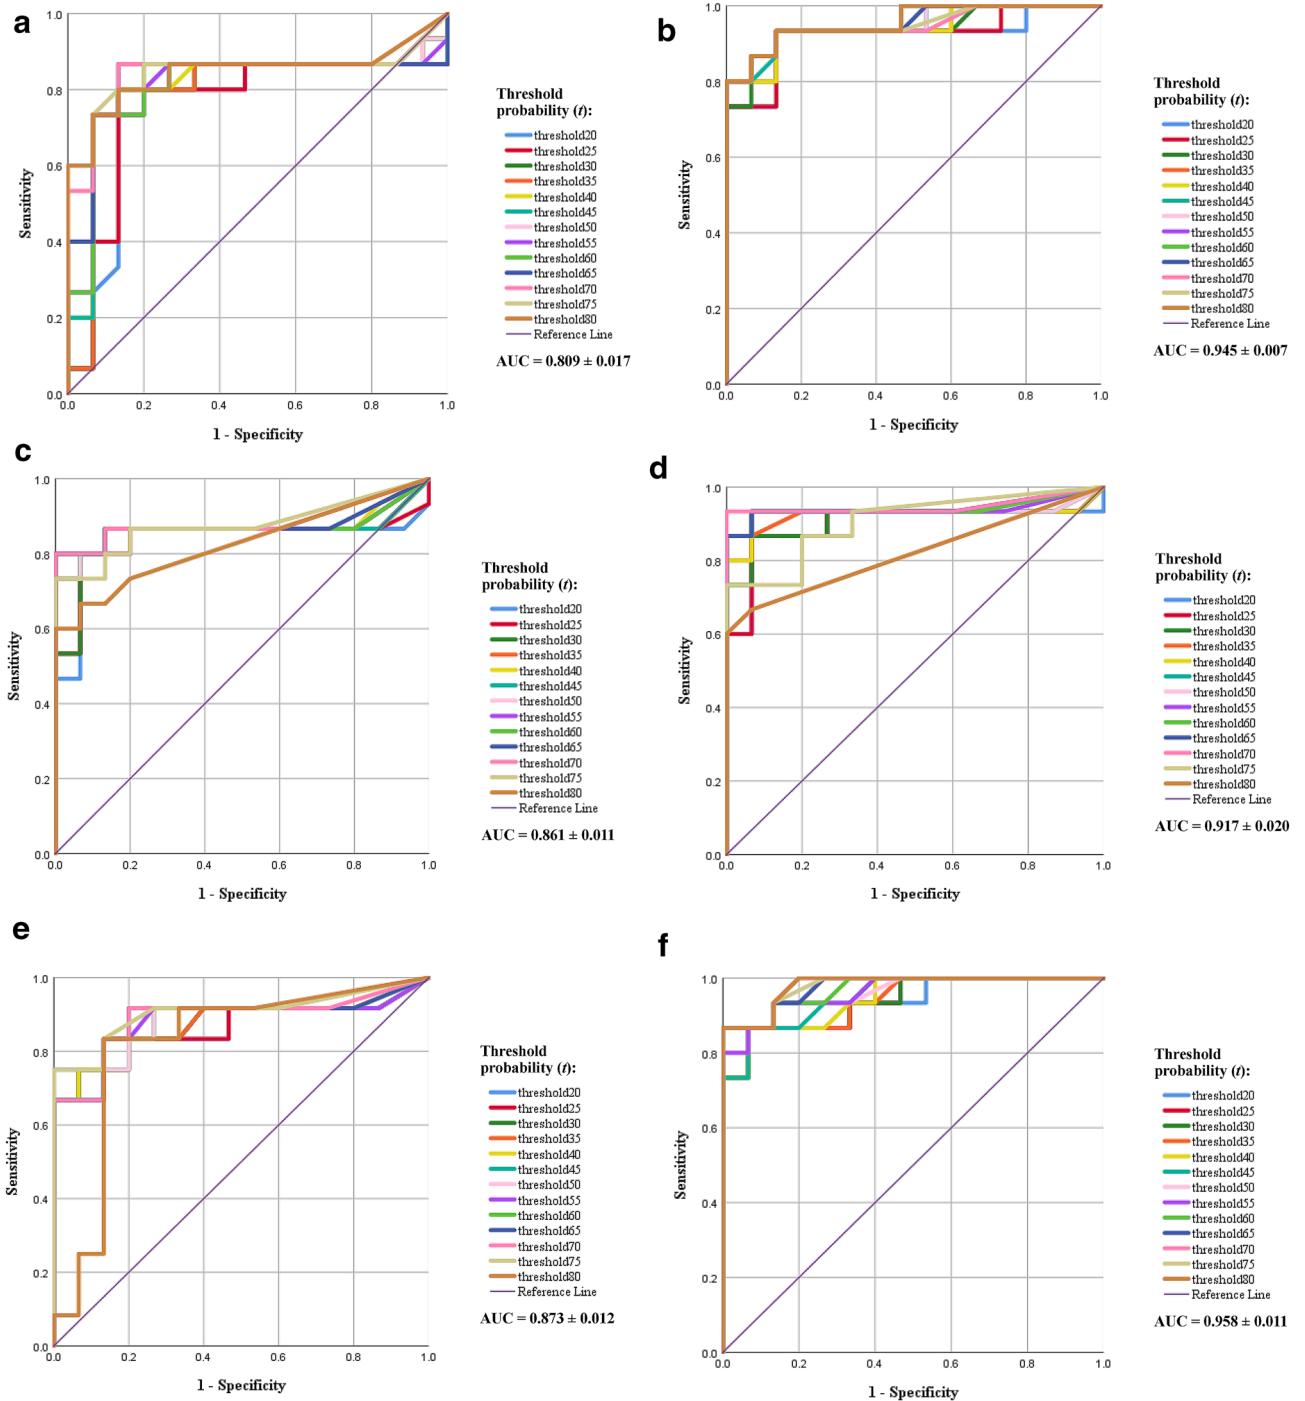 a
1.0
0.8
0.6
0.4
0.2
0.0
Sensitivity
0.0 0.2 0.4 0.6 0.8 1.0
1 - Specificity
Threshold
probability (t):
threshold20
threshold25
threshold30
threshold35
threshold40
threshold45
threshold50
threshold55
threshold60
threshold65
threshold70
threshold75
threshold80
Reference Line
AUC = 0.809 ± 0.017
b
1.0
0.8
0.6
0.4
0.2
0.0
Sensitivity
0.0 0.2 0.4 0.6 0.8 1.0
1 - Specificity
Threshold
probability (t):
threshold20
threshold25
threshold30
threshold35
threshold40
threshold45
threshold50
threshold55
threshold60
threshold65
threshold70
threshold75
threshold80
Reference Line
AUC = 0.945 ± 0.007
c
1.0
0.8
0.6
0.4
0.2
0.0
Sensitivity
0.0 0.2 0.4 0.6 0.8 1.0
1 - Specificity
Threshold
probability (t):
threshold20
threshold25
threshold30
threshold35
threshold40
threshold45
threshold50
threshold55
threshold60
threshold65
threshold70
threshold75
threshold80
Reference Line
AUC = 0.861 ± 0.011
d
1.0
0.8
0.6
0.4
0.2
0.0
Sensitivity
0.0 0.2 0.4 0.6 0.8 1.0
1 - Specificity
Threshold
probability (t):
threshold20
threshold25
threshold30
threshold35
threshold40
threshold45
threshold50
threshold55
threshold60
threshold65
threshold70
threshold75
threshold80
Reference Line
AUC = 0.917 ± 0.020
e
1.0
0.8
0.6
0.4
0.2
0.0
Sensitivity
0.0 0.2 0.4 0.6 0.8 1.0
1 - Specificity
Threshold
probability (t):
threshold20
threshold25
threshold30
threshold35
threshold40
threshold45
threshold50
threshold55
threshold60
threshold65
threshold70
threshold75
threshold80
Reference Line
AUC = 0.873 ± 0.012
f
1.0
0.8
0.6
0.4
0.2
0.0
Sensitivity
0.0 0.2 0.4 0.6 0.8 1.0
1 - Specificity
Threshold
probability (t):
threshold20
threshold25
threshold30
threshold35
threshold40
threshold45
threshold50
threshold55
threshold60
threshold65
threshold70
threshold75
threshold80
Reference Line
AUC = 0.958 ± 0.011